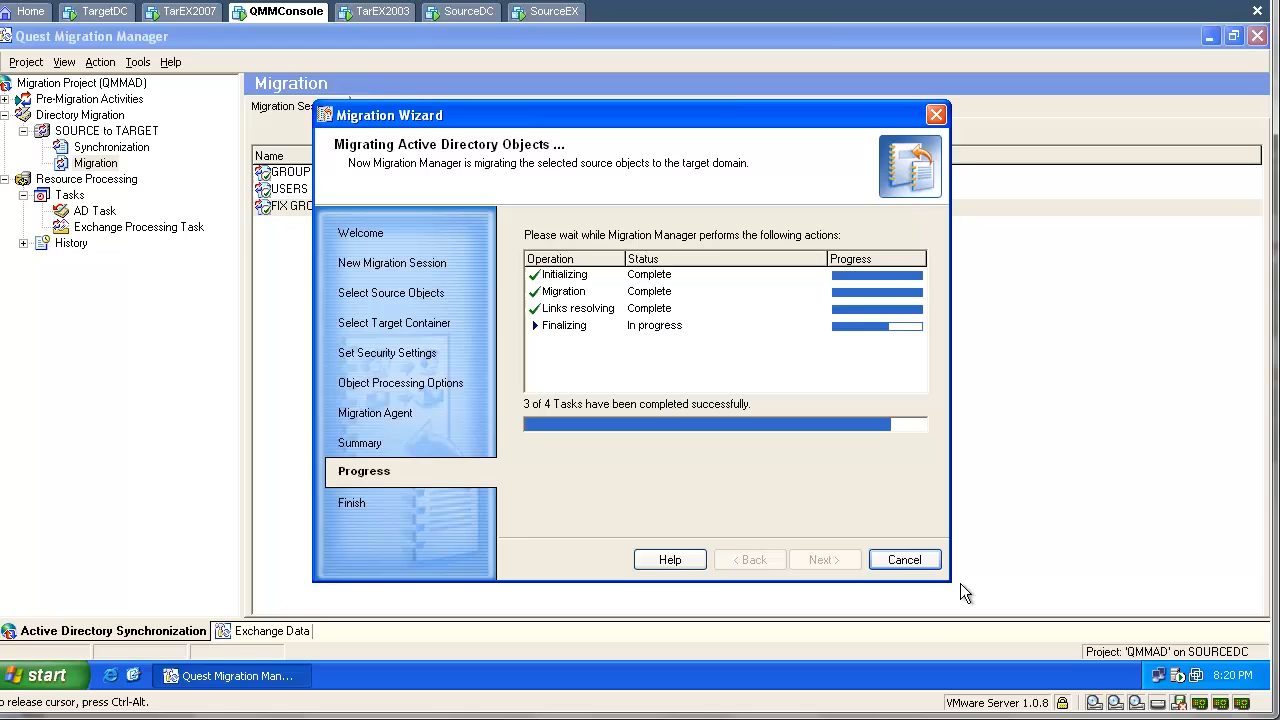 Home TargetDC TarEX2007 QMMConsole TarEX2003 SourceDC SourceEX
Quest Migration Manager
Project View Action Tools Help
Migration Project (QMMAD)
Pre-Migration Activities
Directory Migration
SOURCE to TARGET
Synchronization
Migration
Resource Processing
Tasks
AD Task
Exchange Processing Task
History
Migration
Migration Se
Name
GROUP
USERS
FIX GRO
Migration Wizard
Migrating Active Directory Objects ...
Now Migration Manager is migrating the selected source objects to the target domain.
Welcome
New Migration Session
Select Source Objects
Select Target Container
Set Security Settings
Object Processing Options
Migration Agent
Summary
Progress
Finish
Please wait while Migration Manager performs the following actions:
Operation Status Progress
Initializing Complete
Migration Complete
Links resolving Complete
Finalizing In progress
3 of 4 Tasks have been completed successfully.
Help < Back Next > Cancel
Active Directory Synchronization Exchange Data
Project: 'QMMAD' on SOURCEDC
start Quest Migration Man... 8:20 PM
o release cursor, press Ctrl-Alt. VMware Server 1.0.8